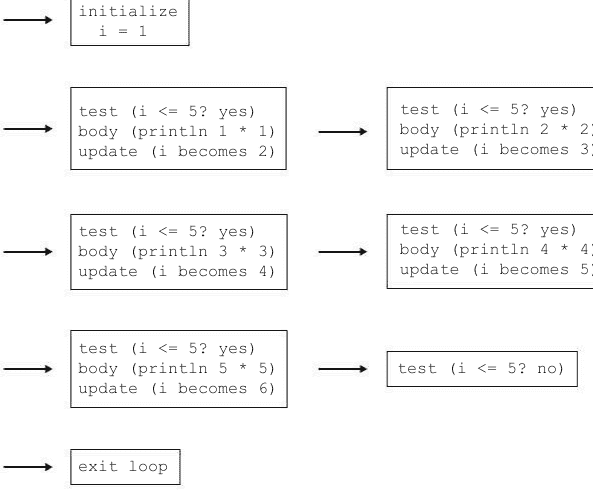 initialize
i = 1
test (i <= 5? yes)
body (println 1 * 1)
update (i becomes 2)
test (i <= 5? yes)
body (println 2 * 2)
update (i becomes 3)
test (i <= 5? yes)
body (println 3 * 3)
update (i becomes 4)
test (i <= 5? yes)
body (println 4 * 4)
update (i becomes 5)
test (i <= 5? yes)
body (println 5 * 5)
update (i becomes 6)
test (i <= 5? no)
exit loop